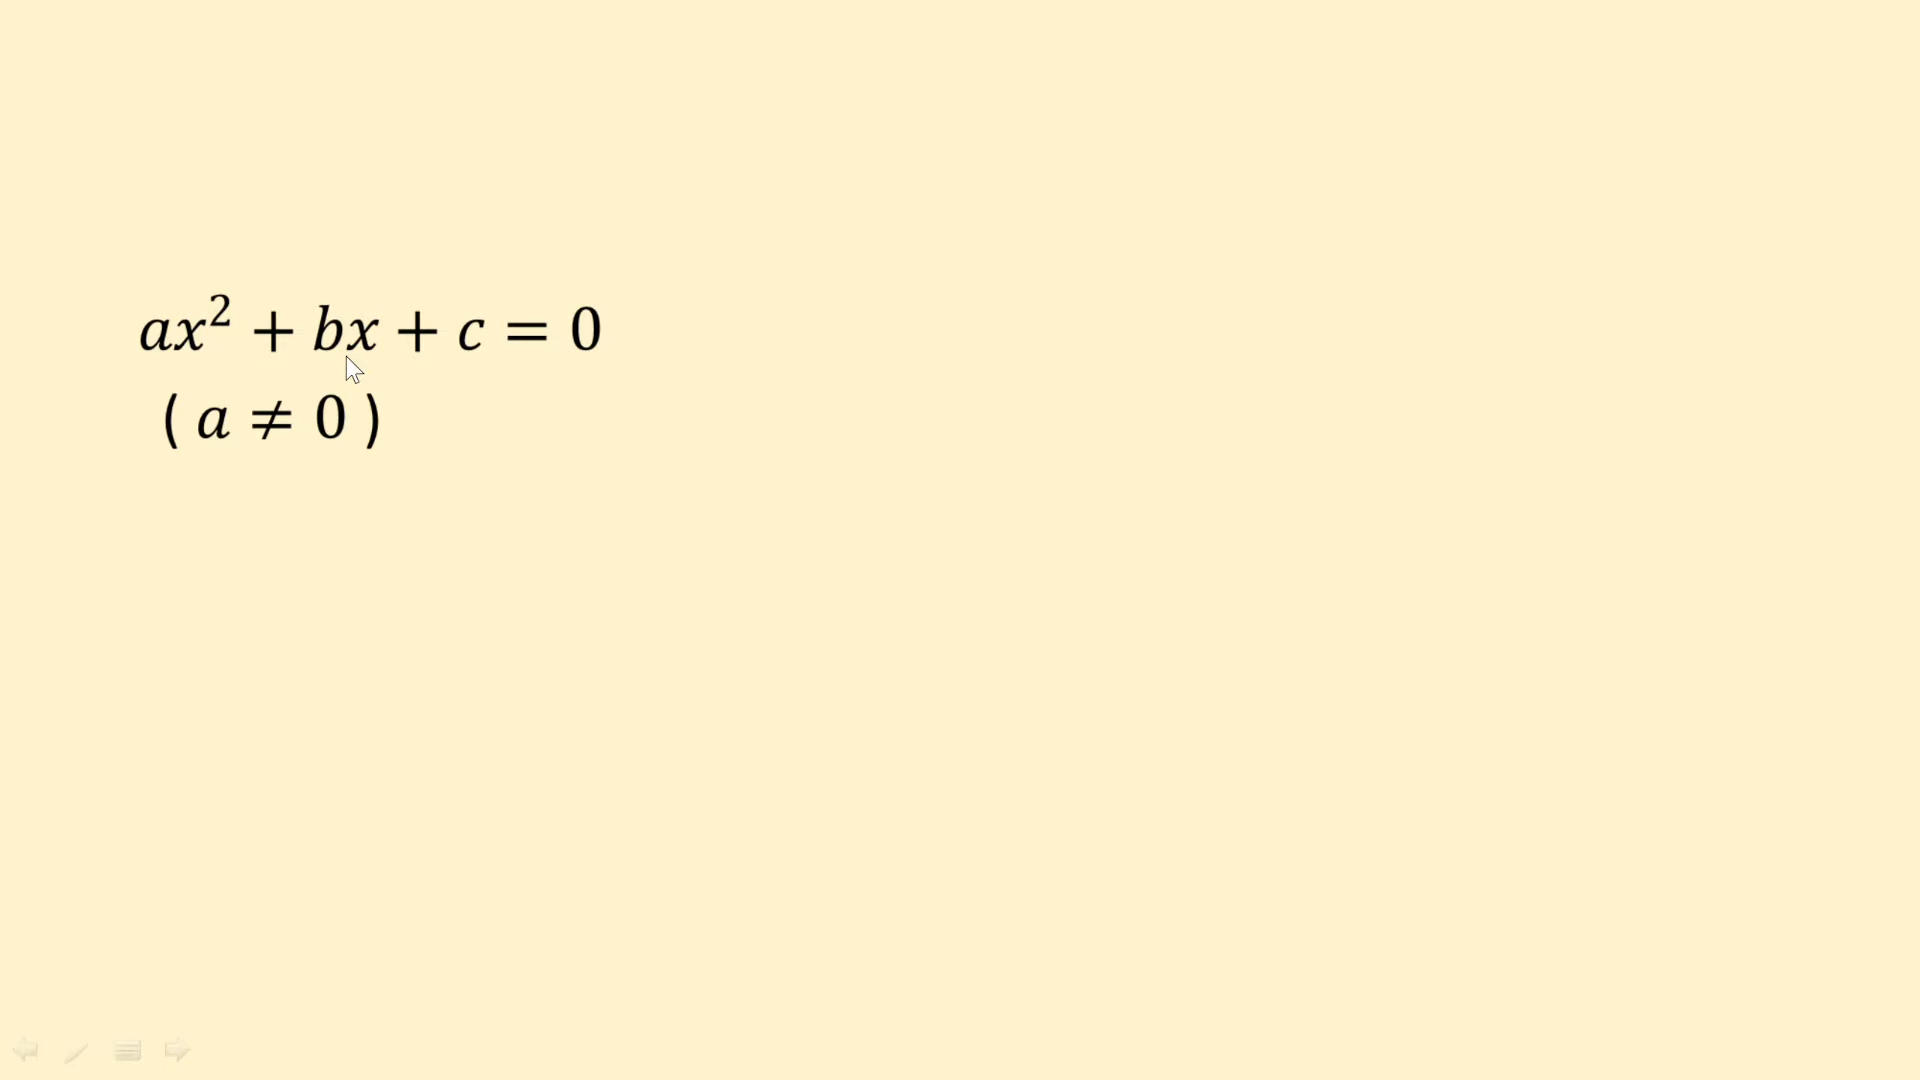 ax² + bx + c = 0
( a ≠ 0 )